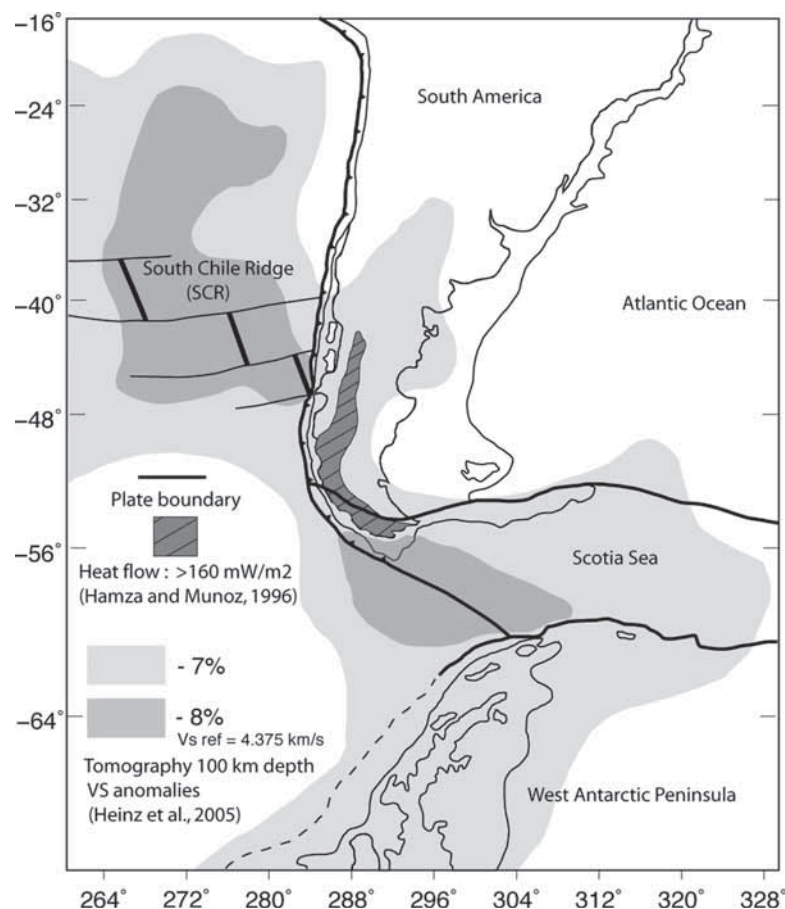 −16°
South America
−24°
−32°
South Chile Ridge
(SCR)
−40°
Atlantic Ocean
−48°
Plate boundary
−56°
Scotia Sea
Heat flow : >160 mW/m2
(Hamza and Munoz, 1996)
- 7%
- 8%
−64°
Vs ref = 4.375 km/s
Tomography 100 km depth
VS anomalies
(Heinz et al., 2005)
West Antarctic Peninsula
264° 272° 280° 288° 296° 304° 312° 320° 328°